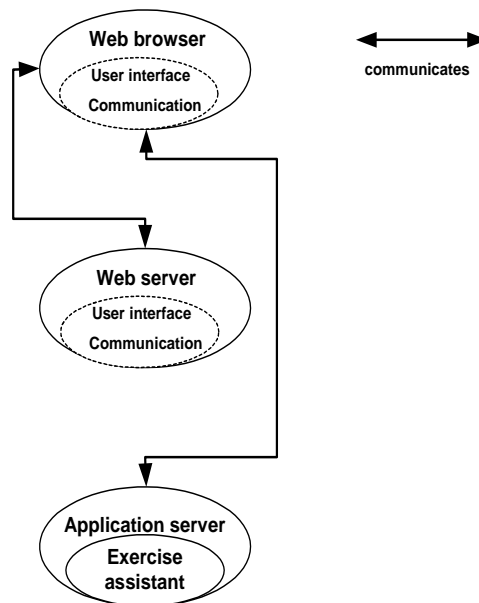 Web browser
User interface
Communication
communicates
Web server
User interface
Communication
Application server
Exercise
assistant